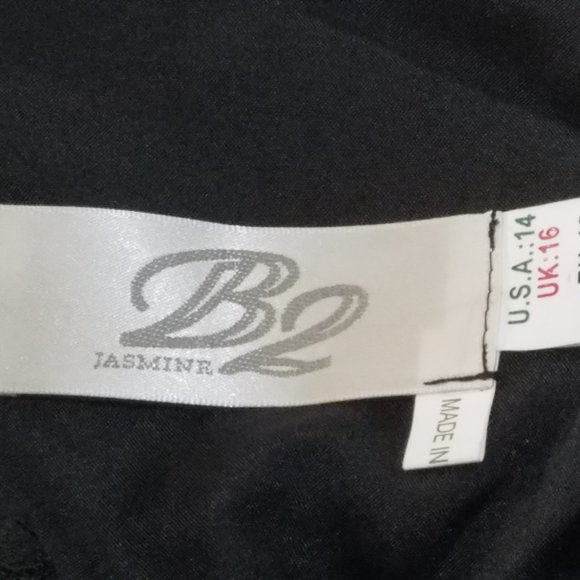 B2
JASMINE
U.S.A.:14
UK:16
MADE IN